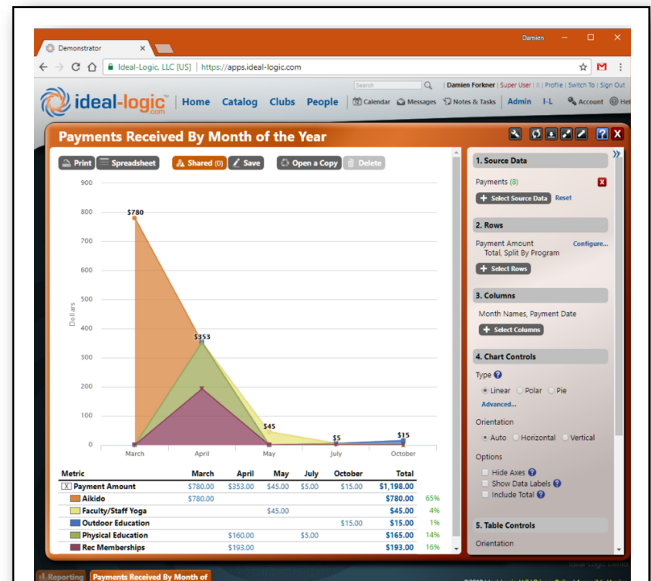 Damien
Demonstrator
Ideal-Logic, LLC [US] | https://apps.ideal-logic.com
Search
Damien Forkner | Super User | | Profile | Switch To | Sign Out
ideal-logic .com
Home Catalog Clubs People Calendar Messages Notes & Tasks Admin I-L Account Hel
Payments Received By Month of the Year
Print Spreadsheet Shared (0) Save Open a Copy Delete
900
800
700
600
500
400
300
200
100
0
Dollars
$780
$353
$45
$5
$15
March April May July October
Metric March April May July October Total
Payment Amount $780.00 $353.00 $45.00 $5.00 $15.00 $1,198.00
Aikido $780.00 $780.00 65%
Faculty/Staff Yoga $45.00 $45.00 4%
Outdoor Education $15.00 $15.00 1%
Physical Education $160.00 $5.00 $165.00 14%
Rec Memberships $193.00 $193.00 16%
1. Source Data
Payments (8)
Select Source Data Reset
2. Rows
Payment Amount Configure...
Total, Split By Program
Select Rows
3. Columns
Month Names, Payment Date
Select Columns
4. Chart Controls
Type
Linear Polar Pie
Advanced...
Orientation
Auto Horizontal Vertical
Options
Hide Axes
Show Data Labels
Include Total
5. Table Controls
Orientation
Reporting Payments Received By Month of